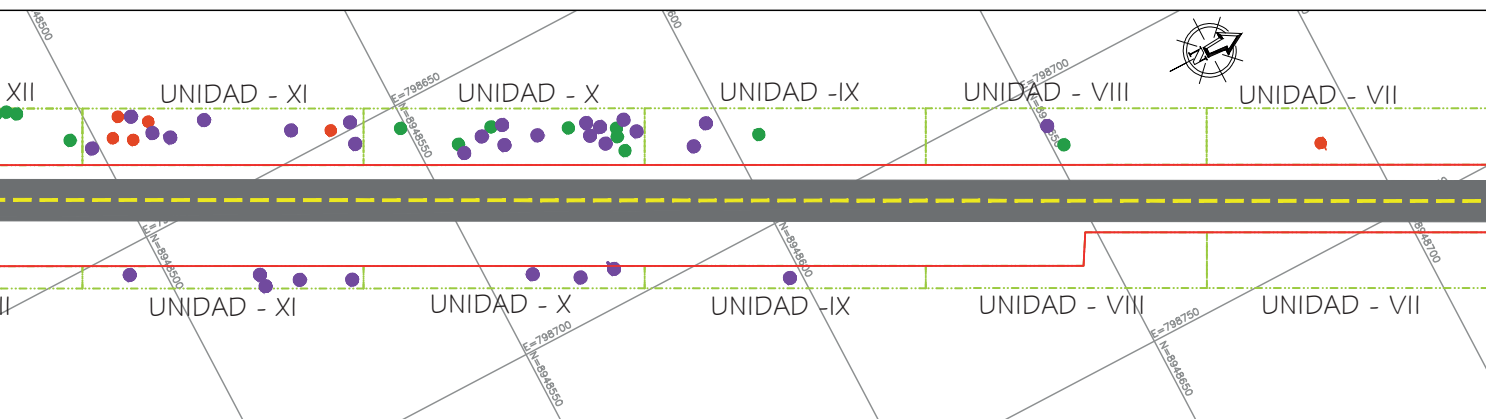 XII
UNIDAD - XI
UNIDAD - X
UNIDAD -IX
UNIDAD - VIII
UNIDAD - VII
E=798650
N=8948550
E=798700
N
N=8948500
N=8948600
8948700
II
UNIDAD - XI
UNIDAD - X
UNIDAD -IX
UNIDAD - VIII
UNIDAD - VII
E=798700
N=8948550
E=798750
N=8948650